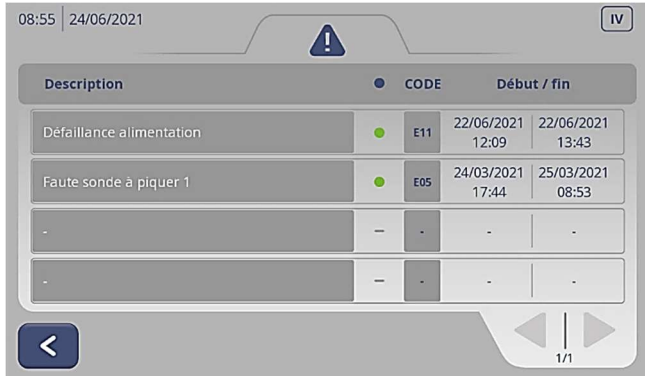 08:55 24/06/2021 IV
Description CODE Début / fin
Défaillance alimentation E11 22/06/2021 22/06/2021
12:09 13:43
Faute sonde à piquer 1 E05 24/03/2021 25/03/2021
17:44 08:53
- - - - -
- - - - -
1/1